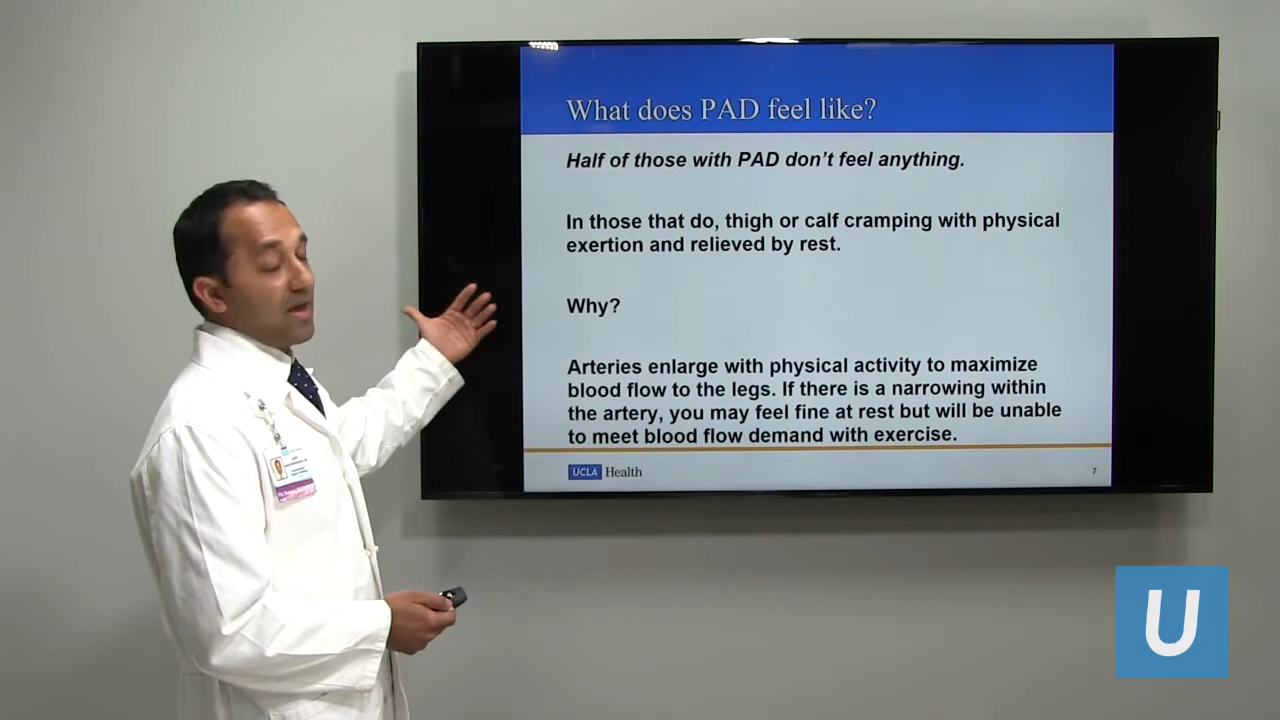 What does PAD feel like?
Half of those with PAD don't feel anything.
In those that do, thigh or calf cramping with physical
exertion and relieved by rest.
Why?
Arteries enlarge with physical activity to maximize
blood flow to the legs. If there is a narrowing within
the artery, you may feel fine at rest but will be unable
to meet blood flow demand with exercise.
UCLA Health
7
U